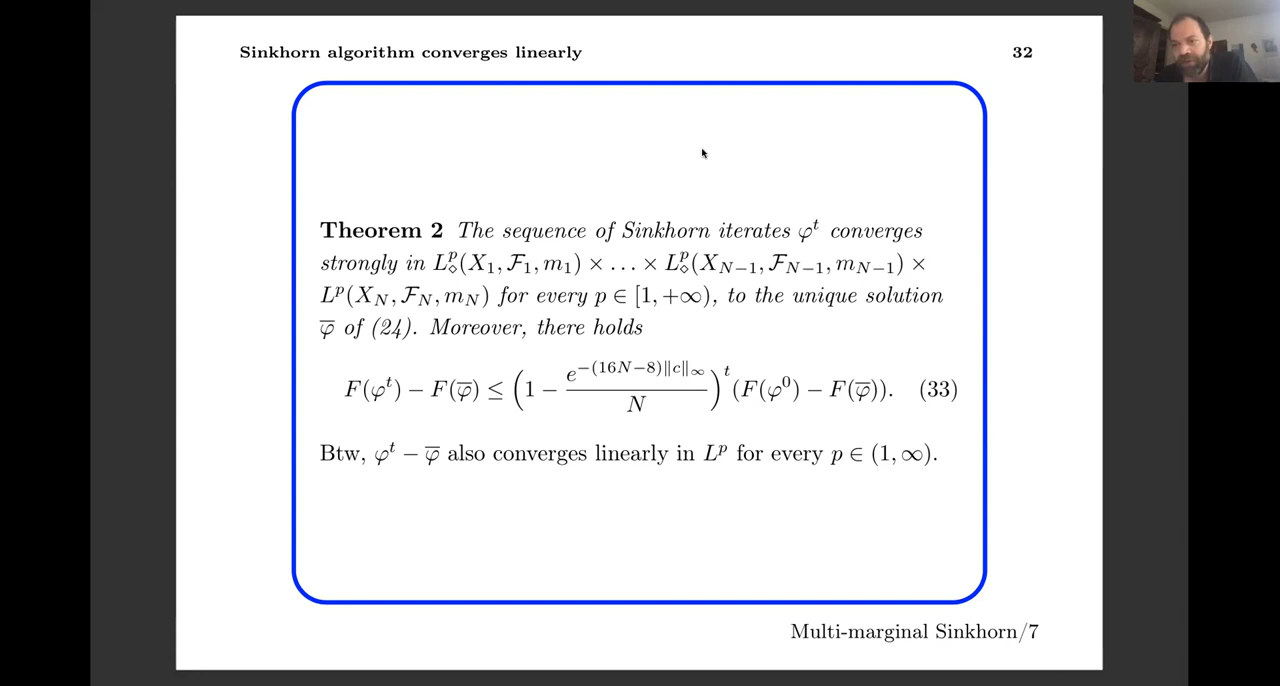 Sinkhorn algorithm converges linearly 32
Theorem 2 The sequence of Sinkhorn iterates φ^t converges
strongly in L^p_⋄(X_1, ℱ_1, m_1) × … × L^p_⋄(X_{N−1}, ℱ_{N−1}, m_{N−1}) ×
L^p(X_N, ℱ_N, m_N) for every p ∈ [1, +∞), to the unique solution
φ̅ of (24). Moreover, there holds
F(φ^t) − F(φ̅) ≤ (1 − e^{−(16N−8)‖c‖_∞}/N)^t (F(φ^0) − F(φ̅)). (33)
Btw, φ^t − φ̅ also converges linearly in L^p for every p ∈ (1, ∞).
Multi-marginal Sinkhorn/7